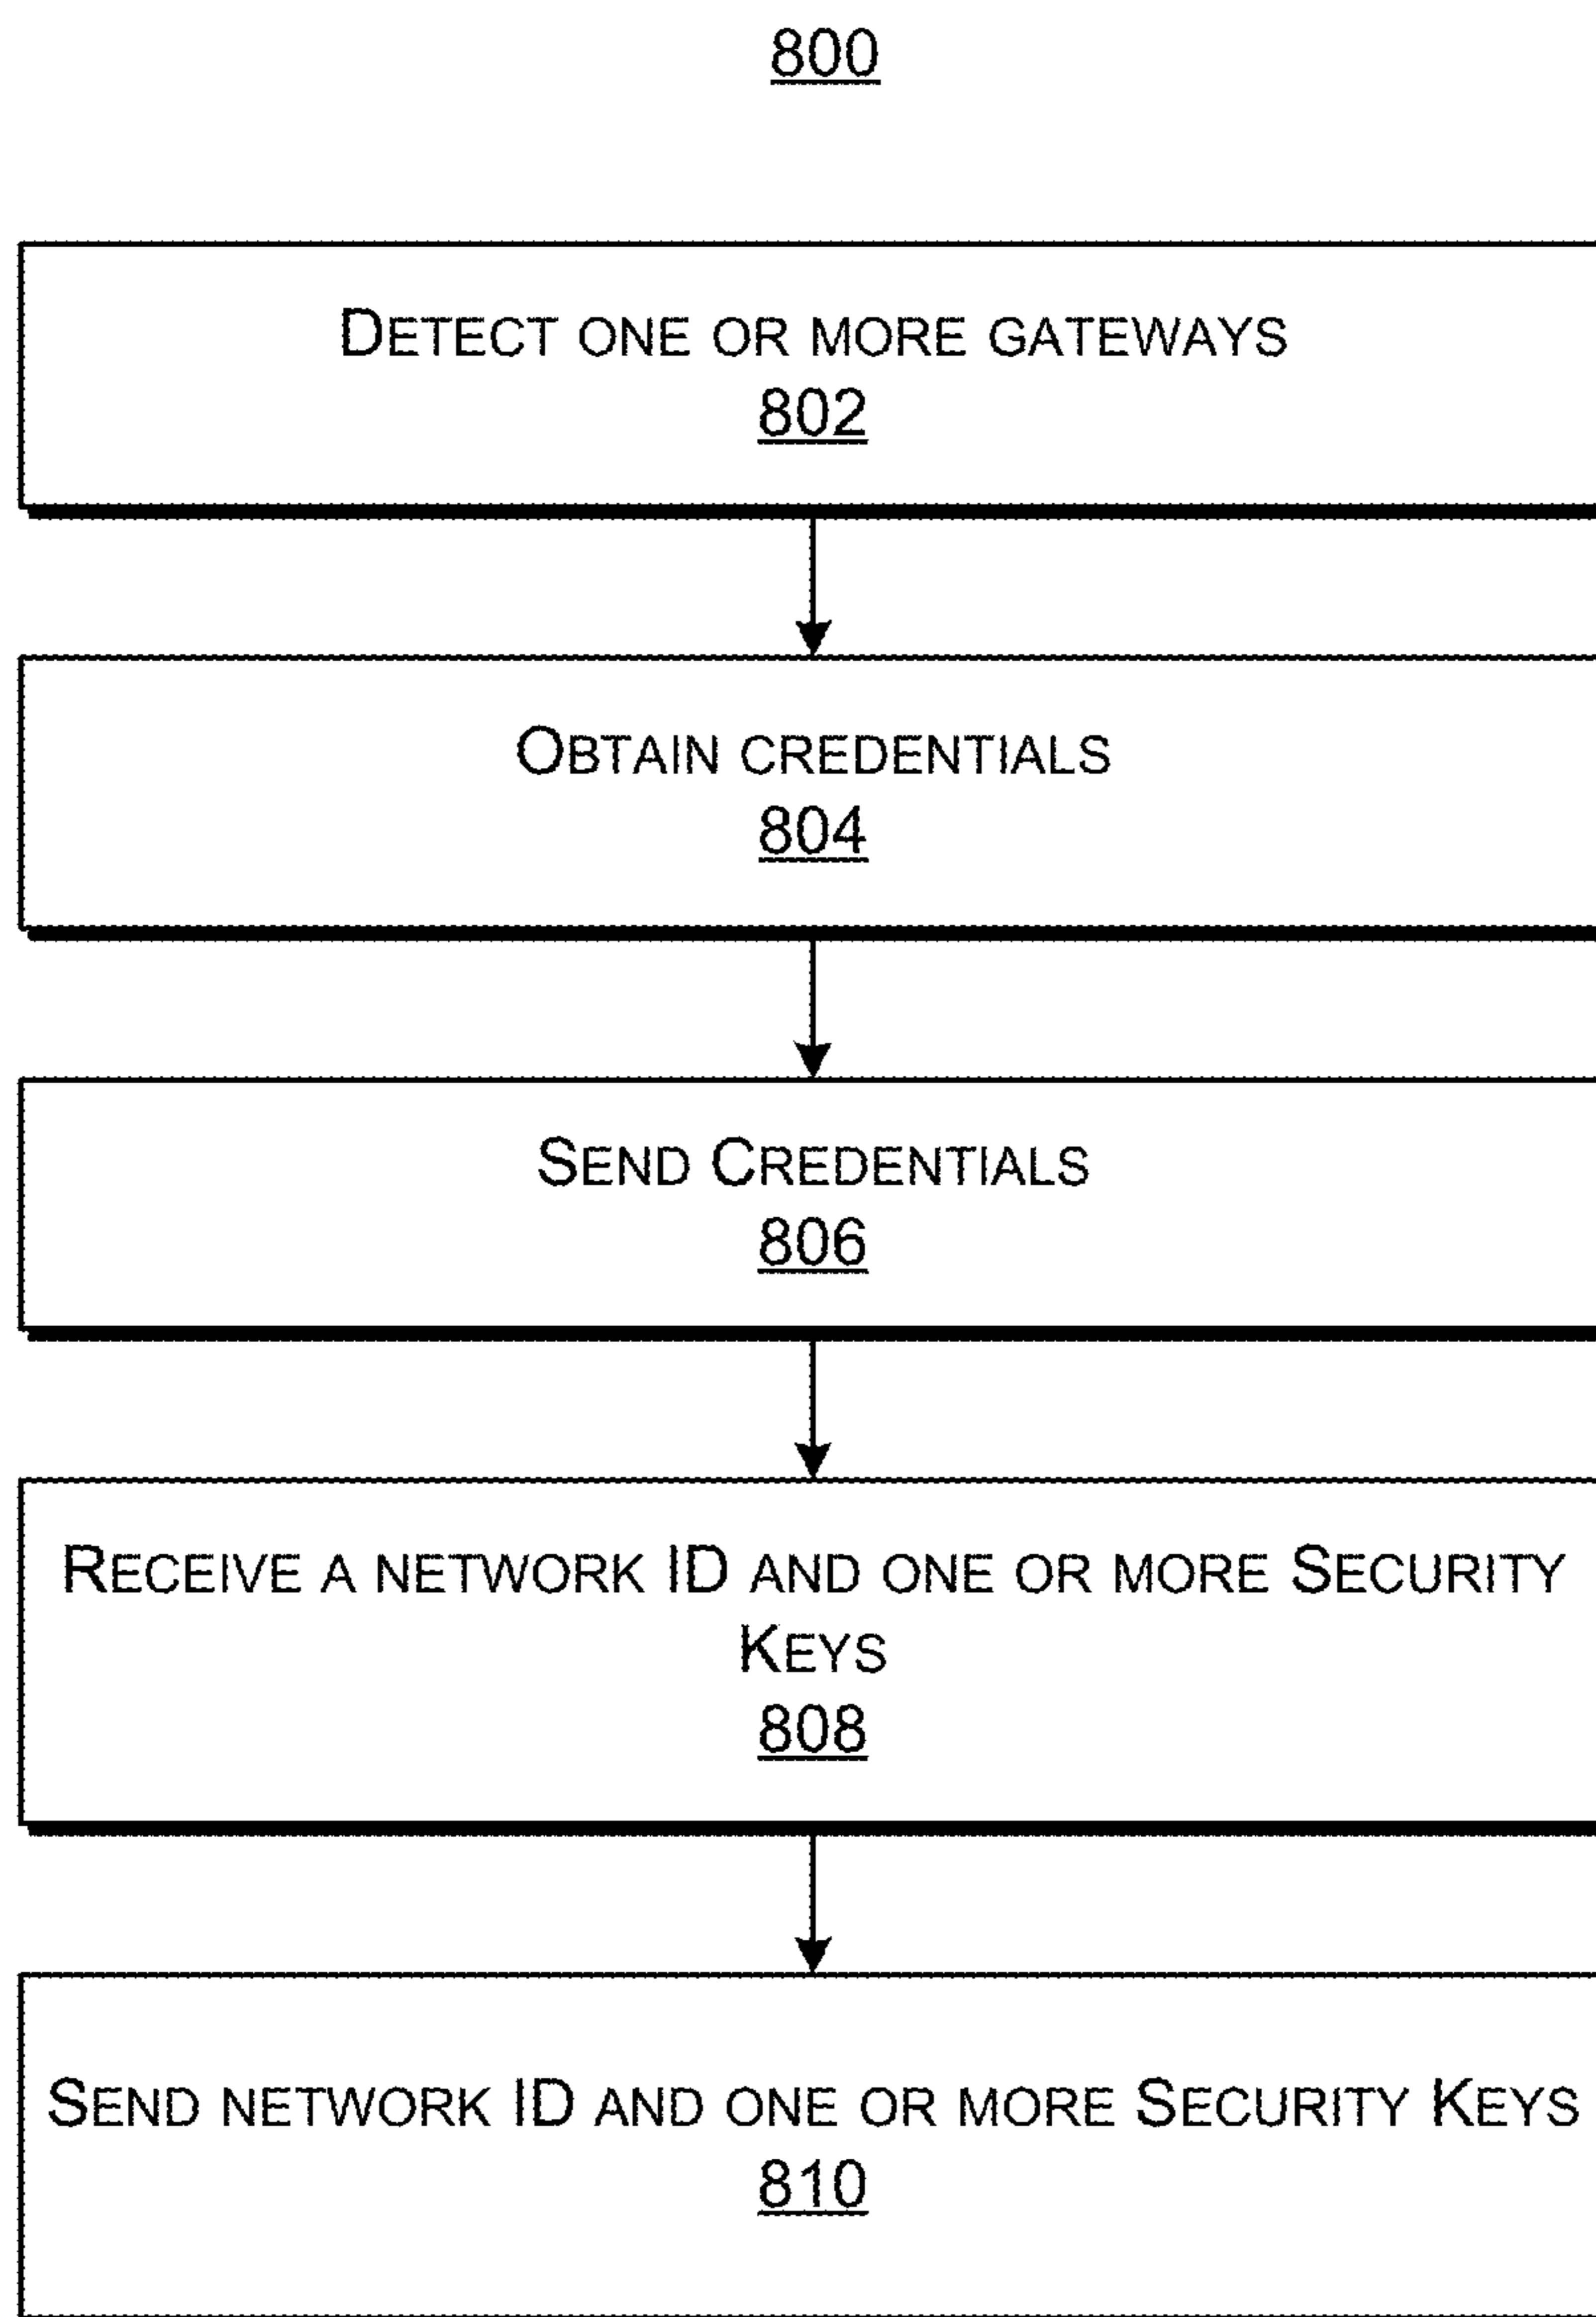 800
DETECT ONE OR MORE GATEWAYS
802
OBTAIN CREDENTIALS
804
SEND CREDENTIALS
806
RECEIVE A NETWORK ID AND ONE OR MORE SECURITY
KEYS
808
SEND NETWORK ID AND ONE OR MORE SECURITY KEYS
810